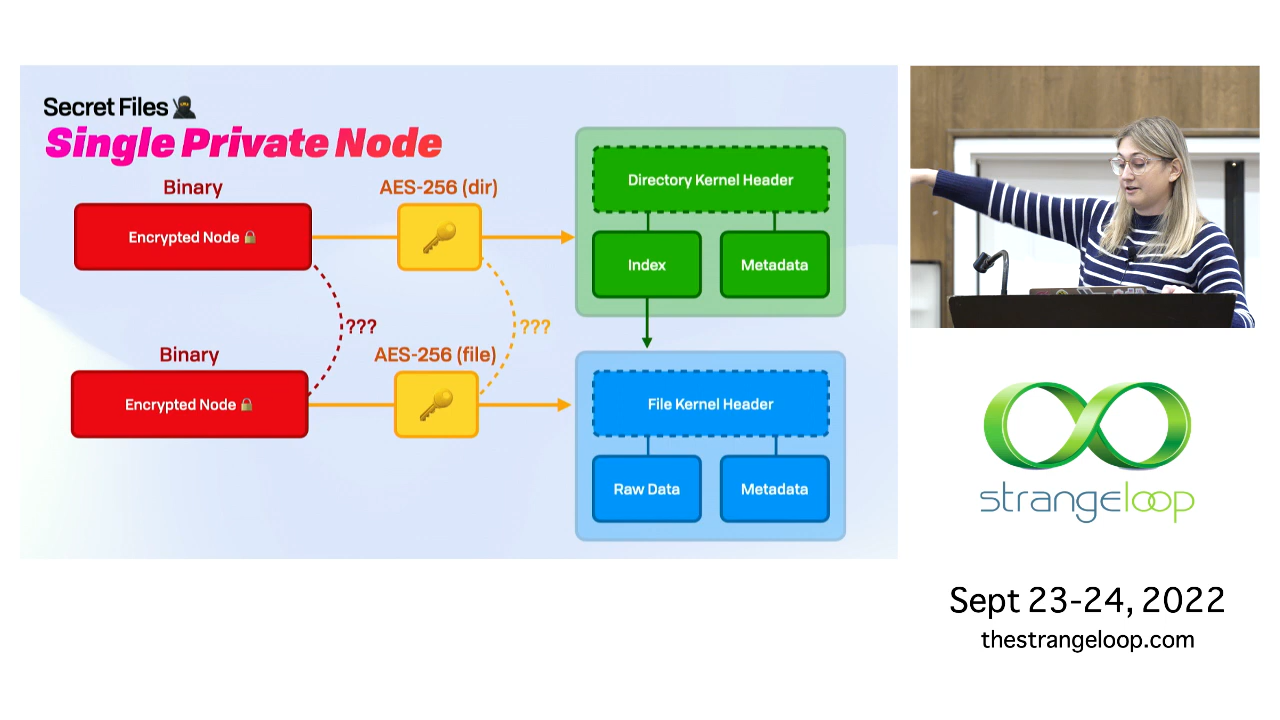 Secret Files
Single Private Node
Binary
AES-256 (dir)
Encrypted Node
Directory Kernel Header
Index
Metadata
???
???
Binary
AES-256 (file)
Encrypted Node
File Kernel Header
Raw Data
Metadata
strangeloop
Sept 23-24, 2022
thestrangeloop.com